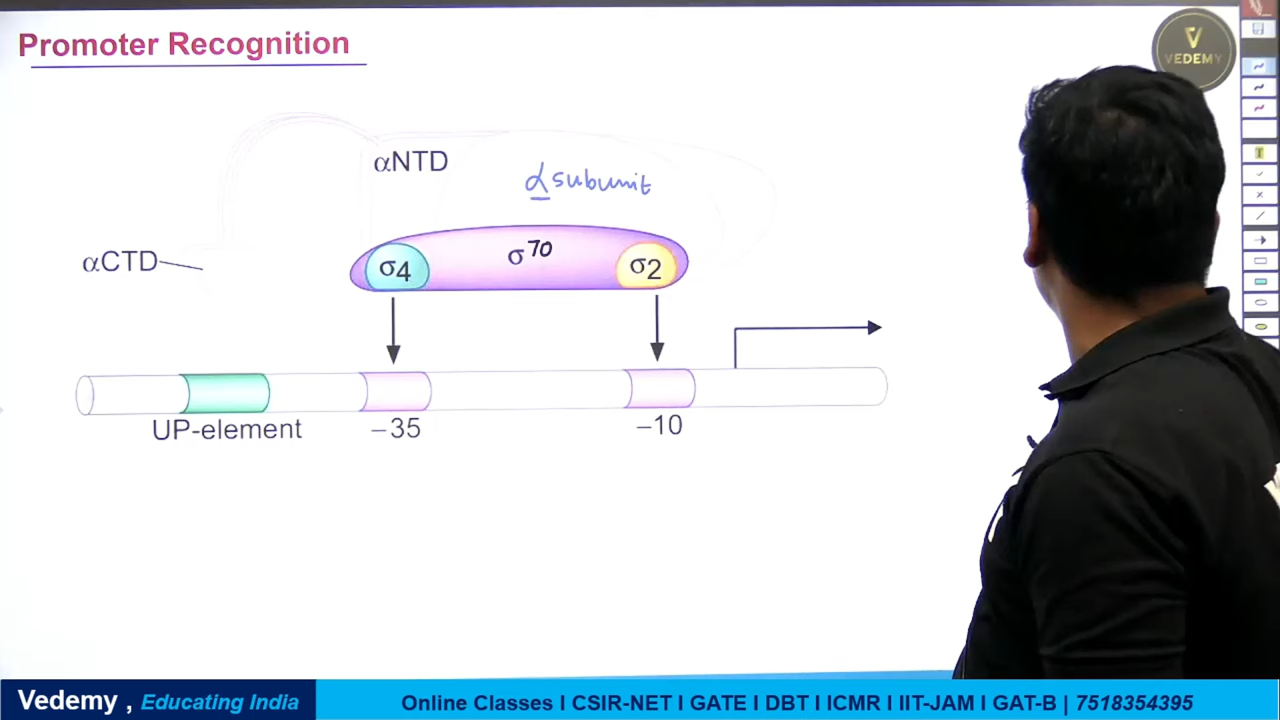 Promoter Recognition
VEDEMY
αNTD
α subunit
αCTD
σ4
σ70
σ2
UP-element
–35
–10
Vedemy , Educating India
Online Classes I CSIR-NET I GATE I DBT I ICMR I IIT-JAM I GAT-B | 7518354395